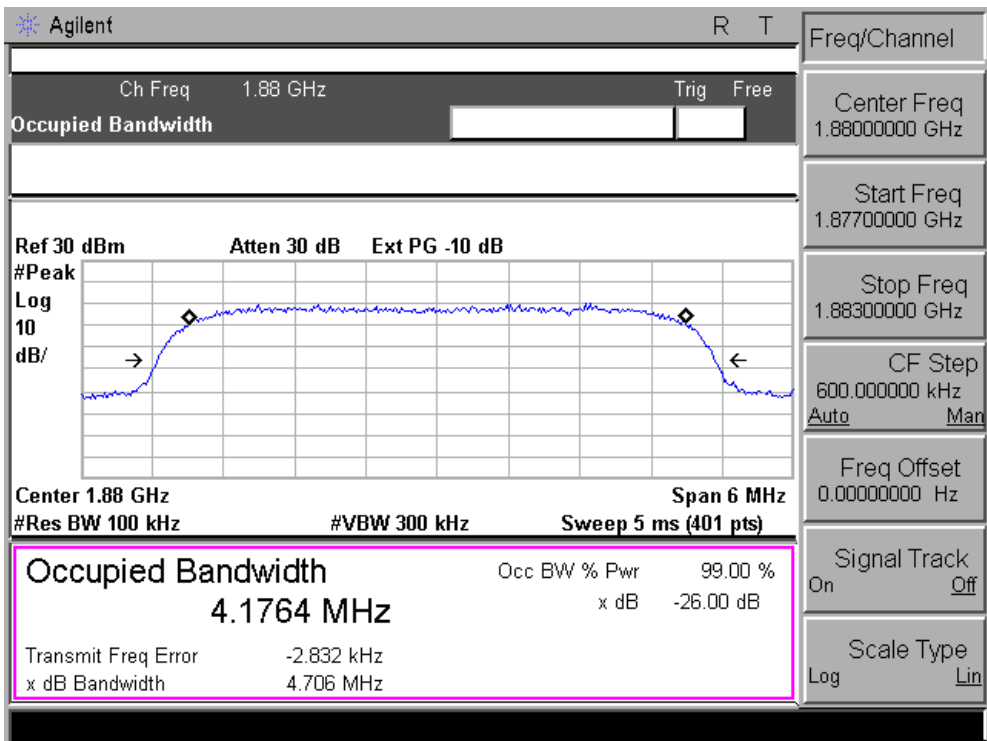 Agilent R T
Ch Freq 1.88 GHz Trig Free
Occupied Bandwidth
Ref 30 dBm Atten 30 dB Ext PG -10 dB
#Peak
Log
10
dB/
Center 1.88 GHz Span 6 MHz
#Res BW 100 kHz #VBW 300 kHz Sweep 5 ms (401 pts)
Occupied Bandwidth
4.1764 MHz
Occ BW % Pwr 99.00 %
x dB -26.00 dB
Transmit Freq Error -2.832 kHz
x dB Bandwidth 4.706 MHz
Freq/Channel
Center Freq
1.88000000 GHz
Start Freq
1.87700000 GHz
Stop Freq
1.88300000 GHz
CF Step
600.000000 kHz
Auto Man
Freq Offset
0.00000000 Hz
Signal Track
On Off
Scale Type
Log Lin